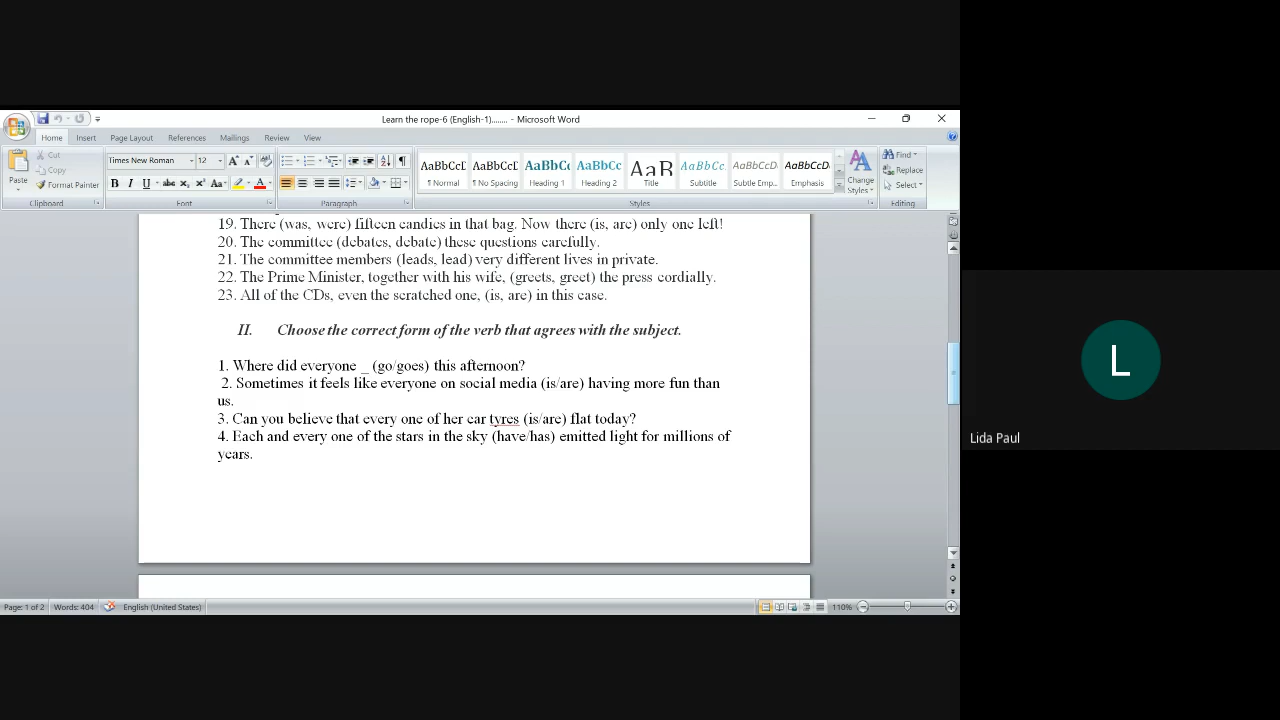 Learn the rope-6 (English-1)........ - Microsoft Word
Home Insert Page Layout References Mailings Review View
Paste
Cut
Copy
Format Painter
Clipboard
Times New Roman 12
Font
Paragraph
AaBbCcD AaBbCcD AaBbCc AaBbCc AaB AaBbCc. AaBbCcD AaBbCcD
¶ Normal ¶ No Spacing Heading 1 Heading 2 Title Subtitle Subtle Emp... Emphasis
Styles
Change Styles
Find
Replace
Select
Editing
19. There (was, were) fifteen candies in that bag. Now there (is, are) only one left!
20. The committee (debates, debate) these questions carefully.
21. The committee members (leads, lead) very different lives in private.
22. The Prime Minister, together with his wife, (greets, greet) the press cordially.
23. All of the CDs, even the scratched one, (is, are) in this case.
II. Choose the correct form of the verb that agrees with the subject.
1. Where did everyone _ (go/goes) this afternoon?
2. Sometimes it feels like everyone on social media (is/are) having more fun than
us.
3. Can you believe that every one of her car tyres (is/are) flat today?
4. Each and every one of the stars in the sky (have/has) emitted light for millions of
years.
Page: 1 of 2 Words: 404 English (United States) 110%
L
Lida Paul